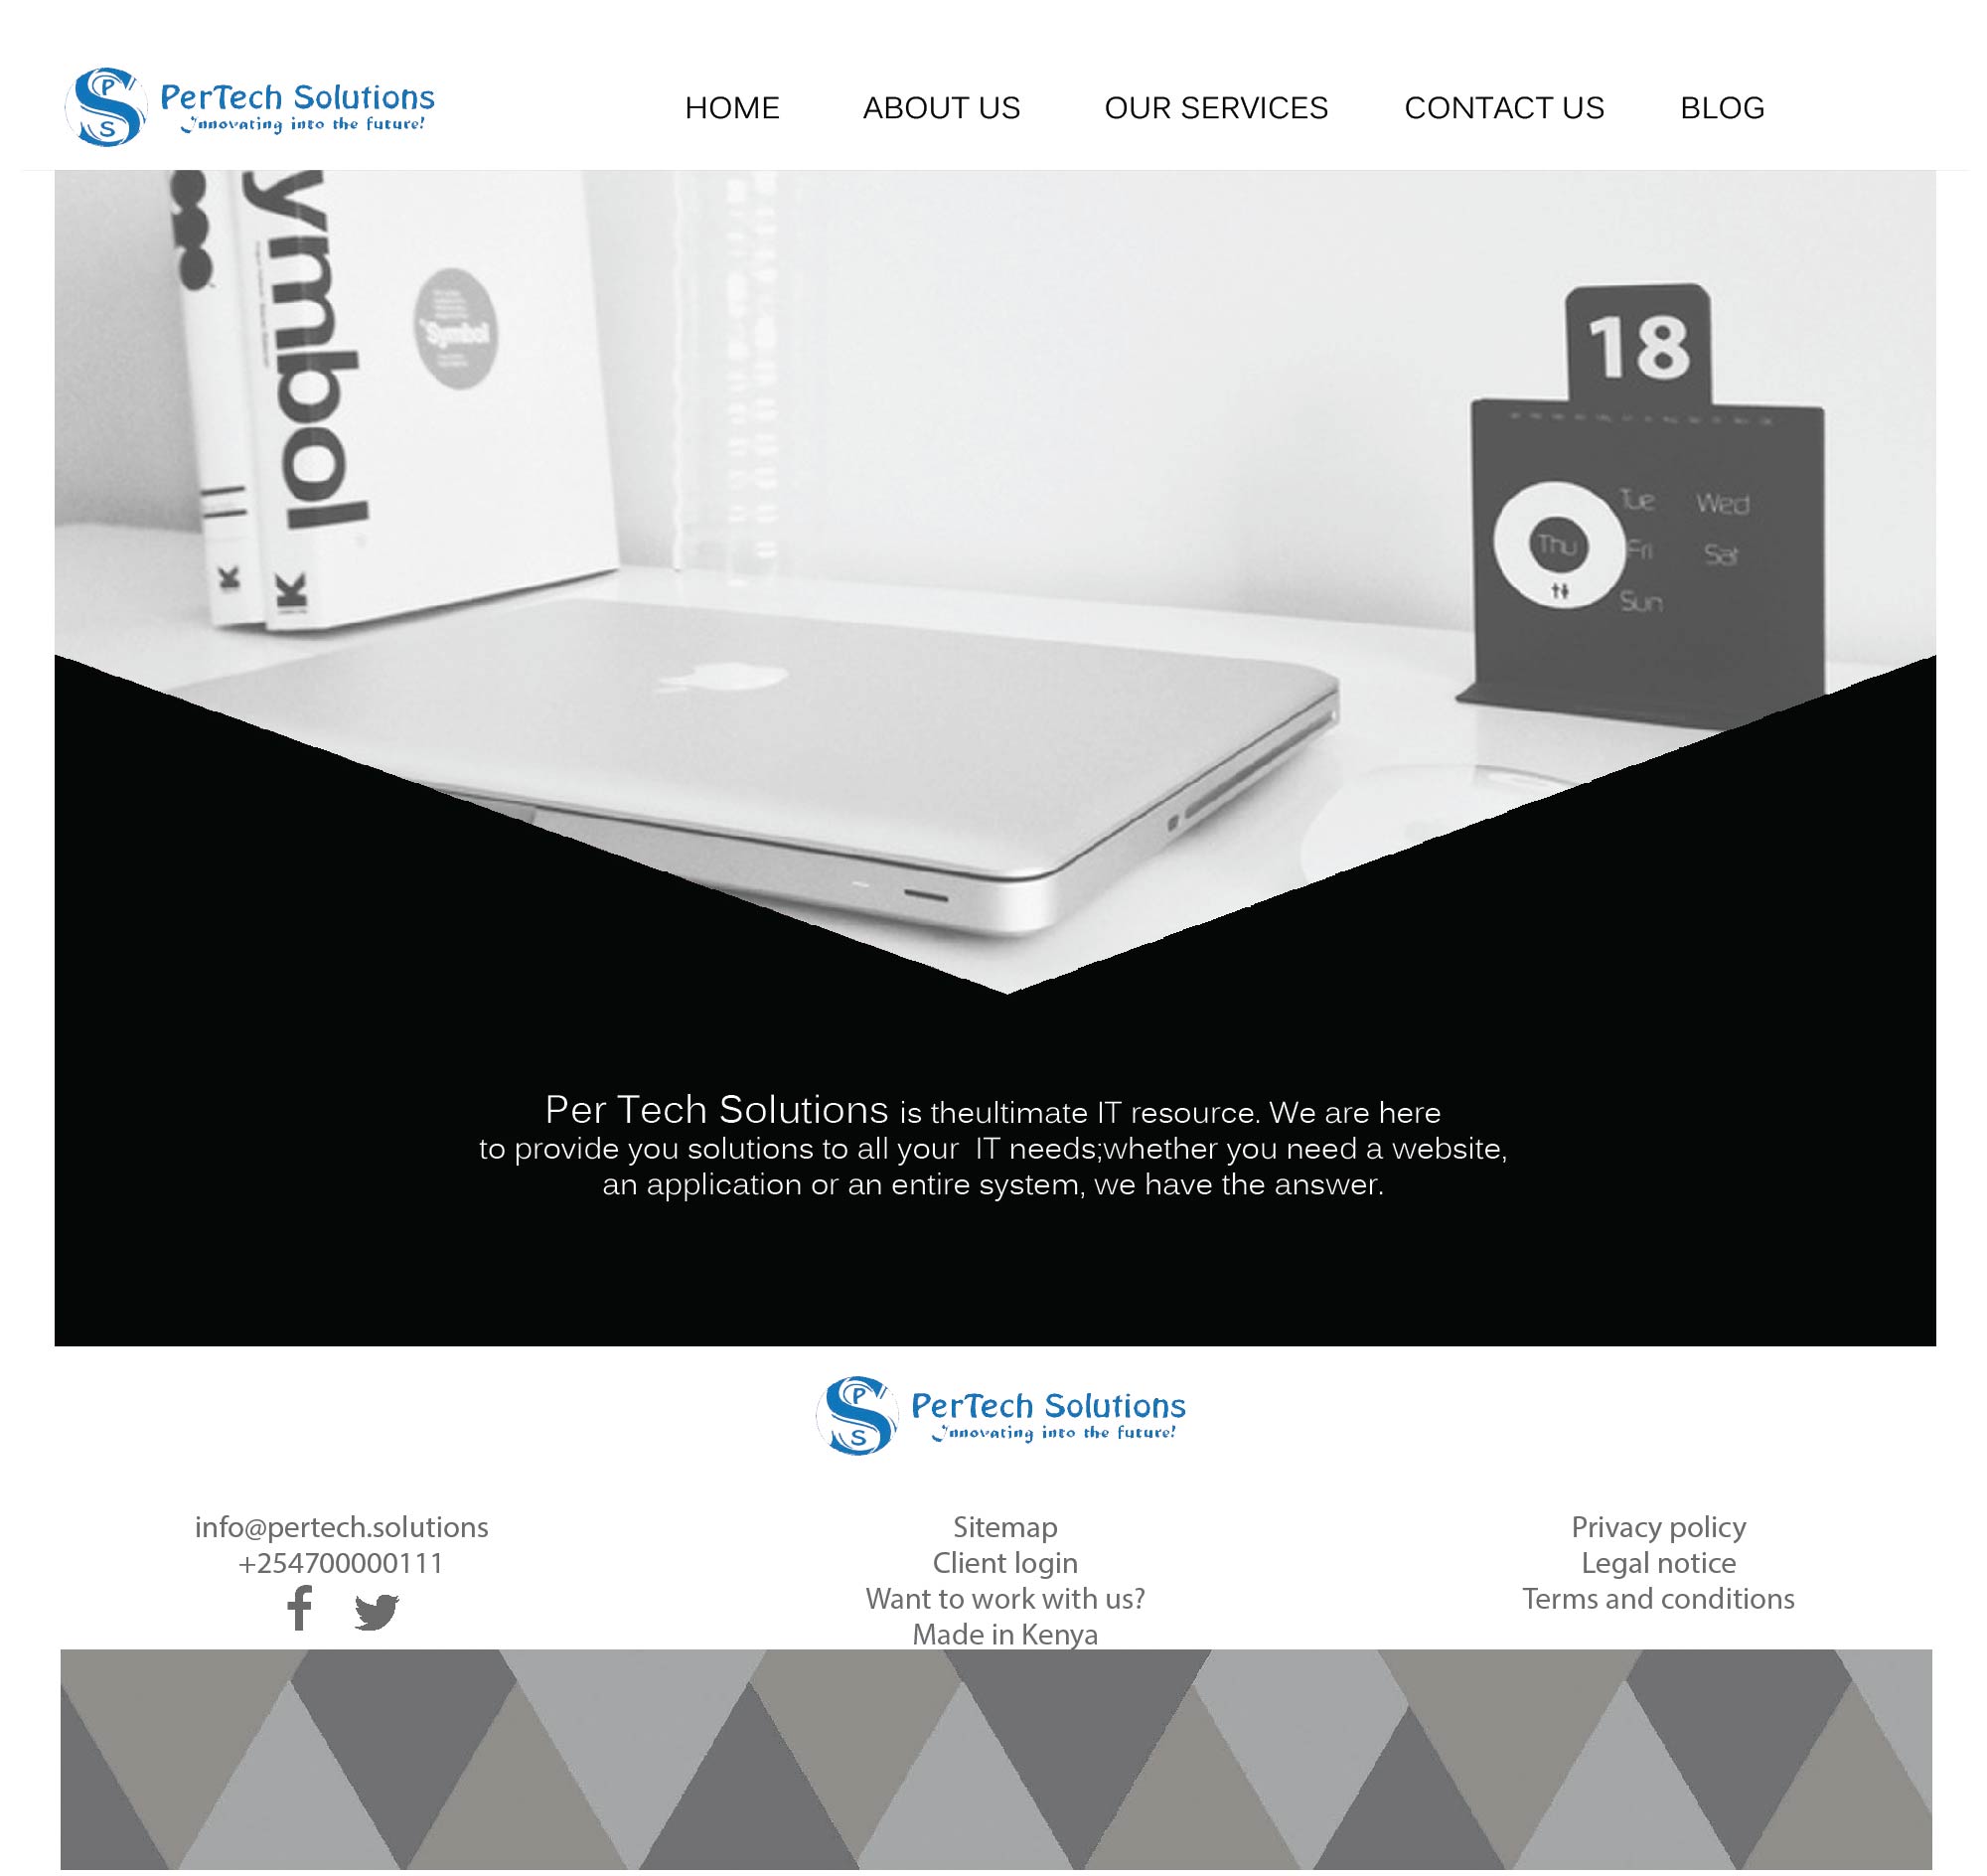 P
S
PerTech Solutions
Innovating into the future!
HOME ABOUT US OUR SERVICES CONTACT US BLOG
ymbol
K
K
Symbol
18
Tue Wed
Thu Fri Sat
Sun
Per Tech Solutions is theultimate IT resource. We are here
to provide you solutions to all your IT needs;whether you need a website,
an application or an entire system, we have the answer.
P
S
PerTech Solutions
Innovating into the future!
info@pertech.solutions
+254700000111
Sitemap
Client login
Want to work with us?
Made in Kenya
Privacy policy
Legal notice
Terms and conditions